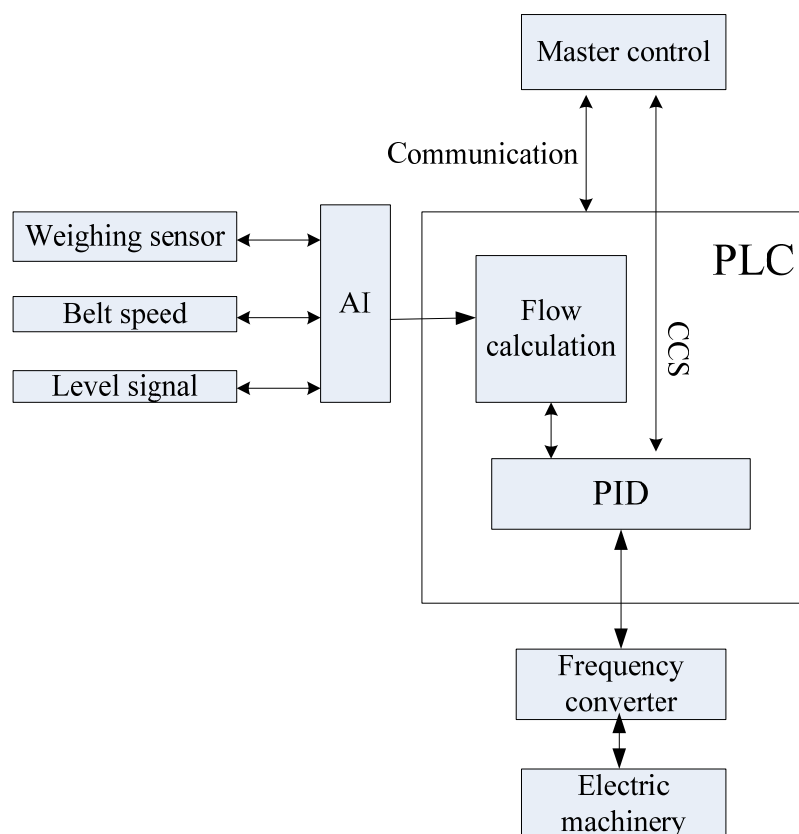 Master control
Communication
Weighing sensor
Belt speed
Level signal
AI
PLC
Flow
calculation
CCS
PID
Frequency
converter
Electric
machinery